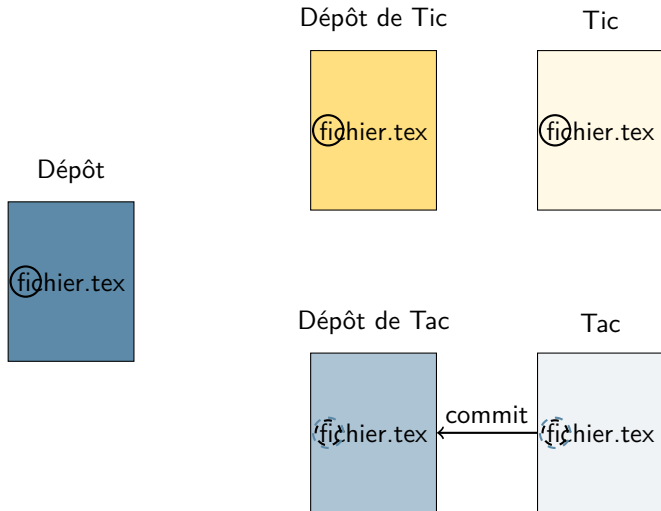 Dépôt de Tic
Tic
fichier.tex
fichier.tex
Dépôt
fichier.tex
Dépôt de Tac
Tac
commit
fichier.tex
fichier.tex